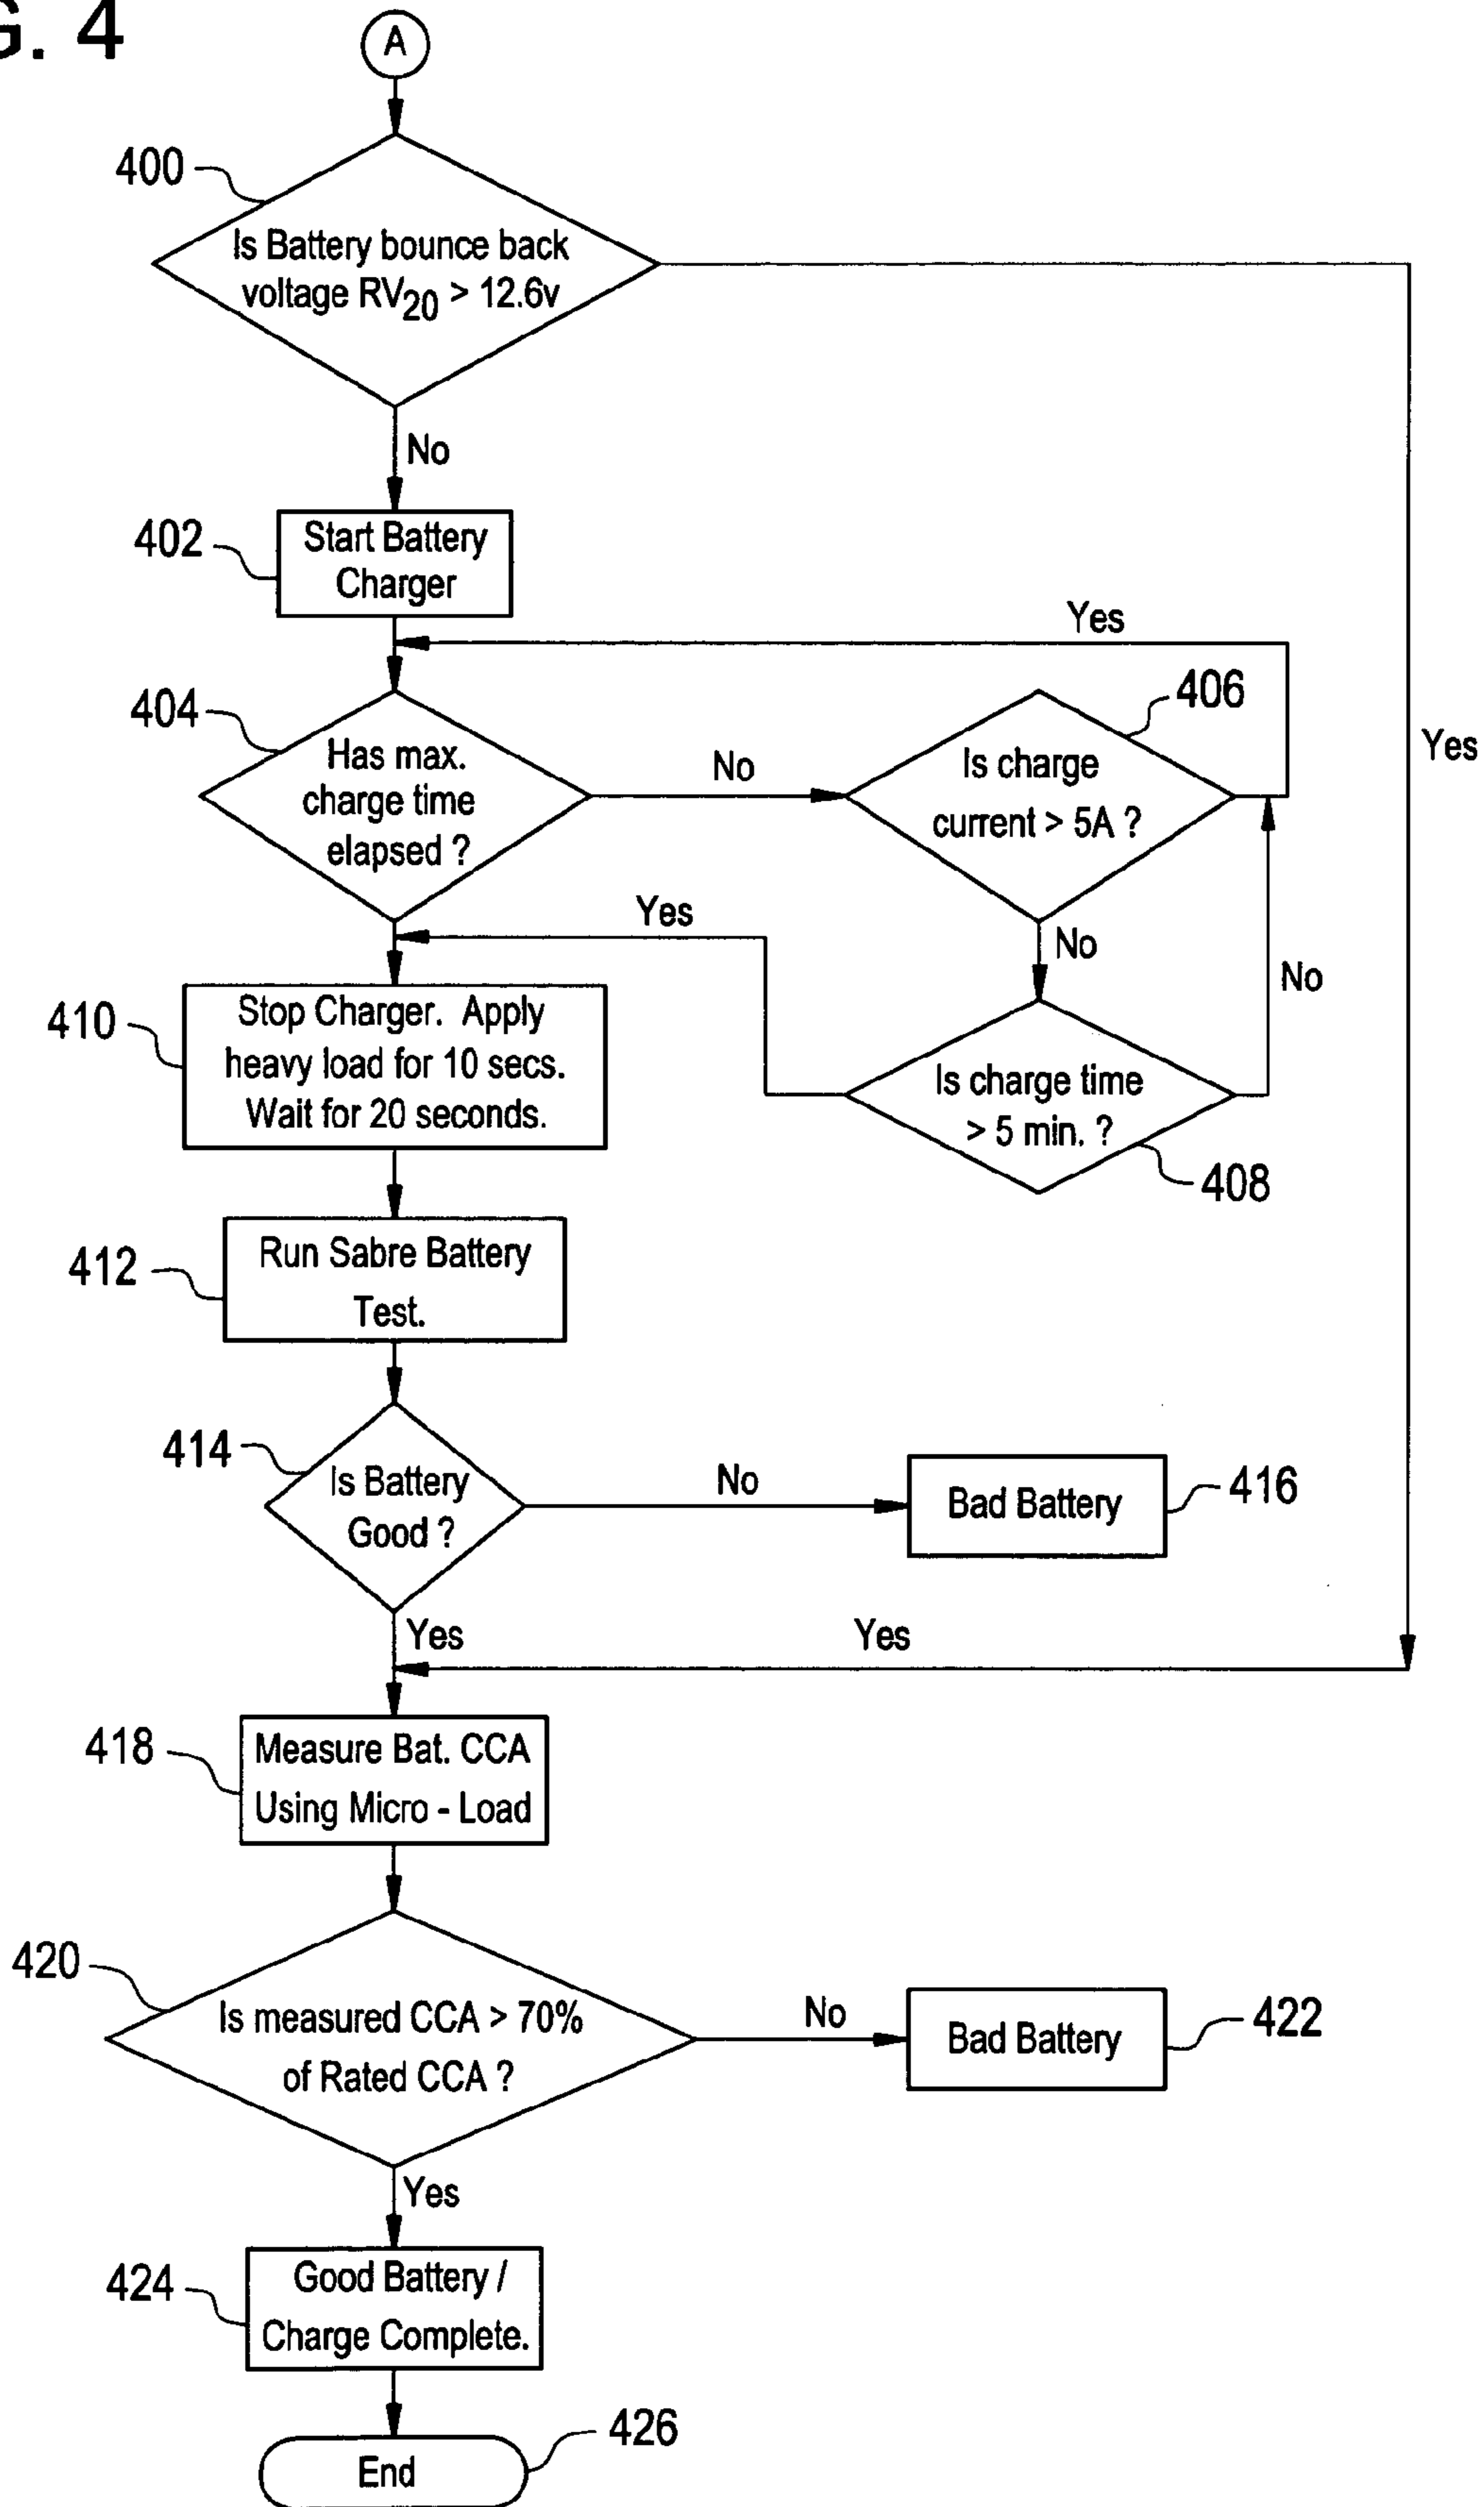 G. 4
A
400
Is Battery bounce back
voltage RV20 > 12.6v
No
Yes
402
Start Battery
Charger
Yes
404
Has max.
charge time
elapsed ?
No
406
Is charge
current > 5A ?
No
No
Yes
408
Is charge time
> 5 min. ?
410
Stop Charger. Apply
heavy load for 10 secs.
Wait for 20 seconds.
412
Run Sabre Battery
Test.
414
Is Battery
Good ?
No
Bad Battery
416
Yes
Yes
418
Measure Bat. CCA
Using Micro - Load
420
Is measured CCA > 70%
of Rated CCA ?
No
Bad Battery
422
Yes
424
Good Battery /
Charge Complete.
426
End